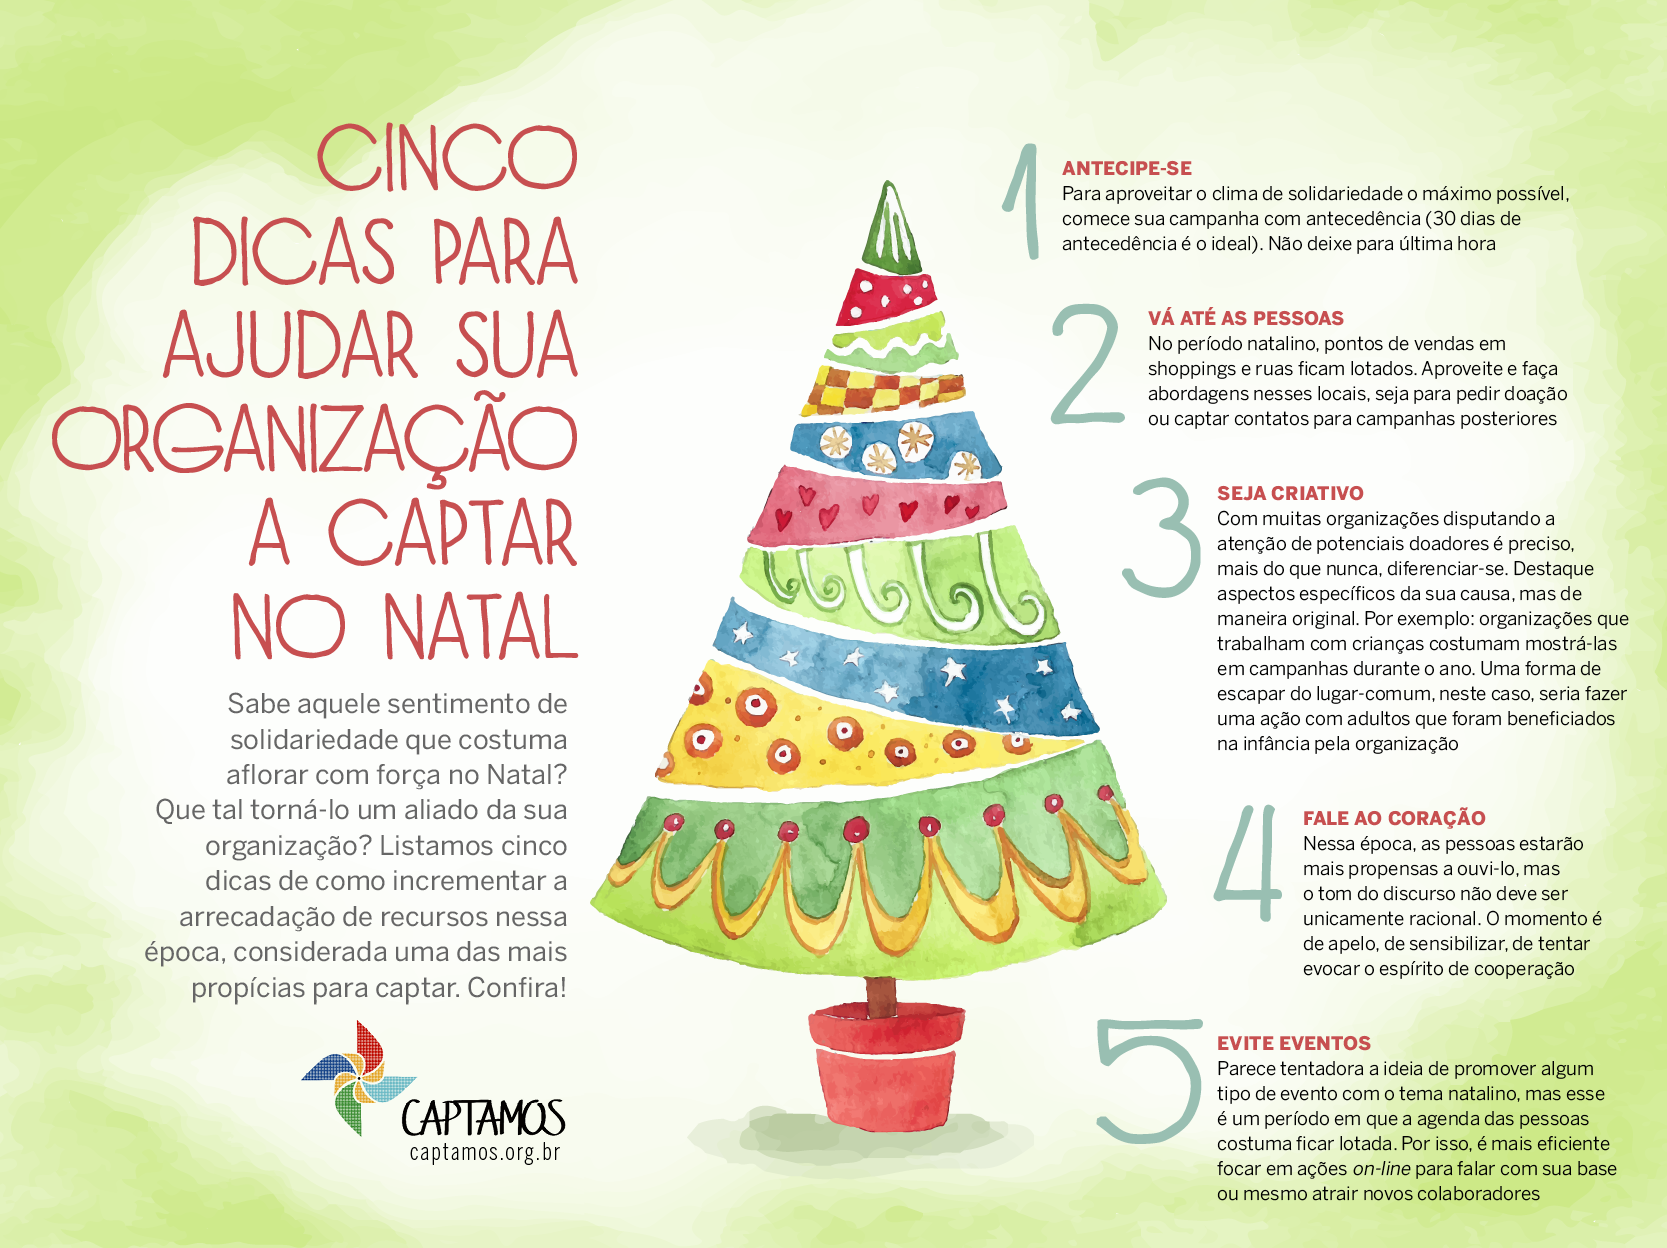 CINCO
DICAS PARA
AJUDAR SUA
ORGANIZAÇÃO
A CAPTAR
NO NATAL
Sabe aquele sentimento de
solidariedade que costuma
aflorar com força no Natal?
Que tal torná-lo um aliado da sua
organização? Listamos cinco
dicas de como incrementar a
arrecadação de recursos nessa
época, considerada uma das mais
propícias para captar. Confira!
CAPTAMOS
captamos.org.br
1
ANTECIPE-SE
Para aproveitar o clima de solidariedade o máximo possível,
comece sua campanha com antecedência (30 dias de
antecedência é o ideal). Não deixe para última hora
2
VÁ ATÉ AS PESSOAS
No período natalino, pontos de vendas em
shoppings e ruas ficam lotados. Aproveite e faça
abordagens nesses locais, seja para pedir doação
ou captar contatos para campanhas posteriores
3
SEJA CRIATIVO
Com muitas organizações disputando a
atenção de potenciais doadores é preciso,
mais do que nunca, diferenciar-se. Destaque
aspectos específicos da sua causa, mas de
maneira original. Por exemplo: organizações que
trabalham com crianças costumam mostrá-las
em campanhas durante o ano. Uma forma de
escapar do lugar-comum, neste caso, seria fazer
uma ação com adultos que foram beneficiados
na infância pela organização
4
FALE AO CORAÇÃO
Nessa época, as pessoas estarão
mais propensas a ouvi-lo, mas
o tom do discurso não deve ser
unicamente racional. O momento é
de apelo, de sensibilizar, de tentar
evocar o espírito de cooperação
5
EVITE EVENTOS
Parece tentadora a ideia de promover algum
tipo de evento com o tema natalino, mas esse
é um período em que a agenda das pessoas
costuma ficar lotada. Por isso, é mais eficiente
focar em ações on-line para falar com sua base
ou mesmo atrair novos colaboradores